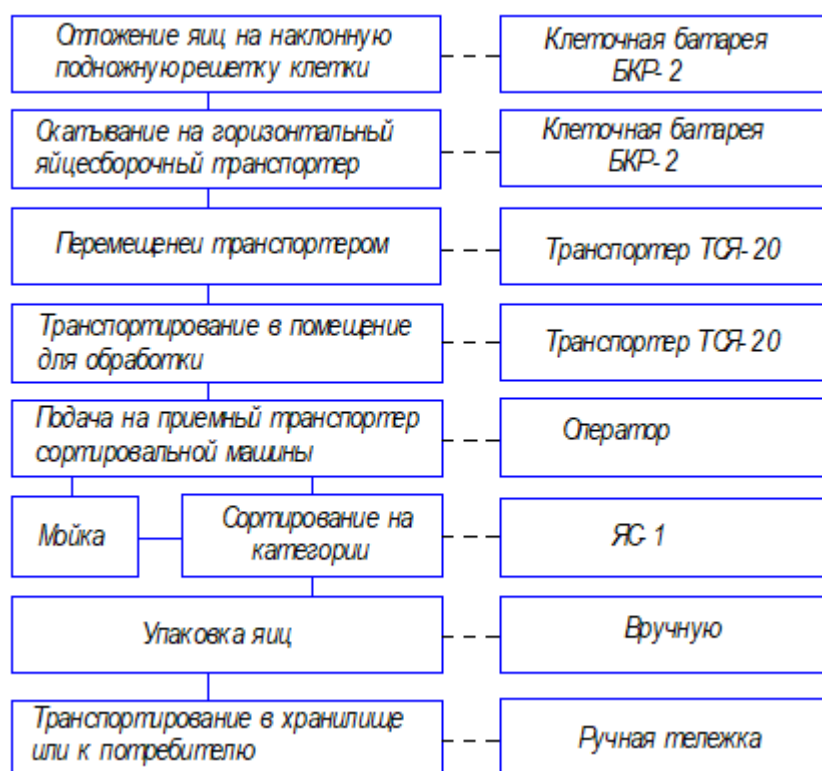 Отложение яиц на наклонную
подножную решетку клетки
Клеточная батарея
БКР-2
Скатывание на горизонтальный
яйцесборочный транспортер
Клеточная батарея
БКР-2
Перемещенеи транспортером
Транспортер ТСЯ-20
Транспортирование в помещение
для обработки
Транспортер ТСЯ-20
Подача на приемный транспортер
сортировальной машины
Оператор
Мойка
Сортирование на
категории
ЯС-1
Упаковка яиц
Вручную
Транспортирование в хранилище
или к потребителю
Ручная тележка